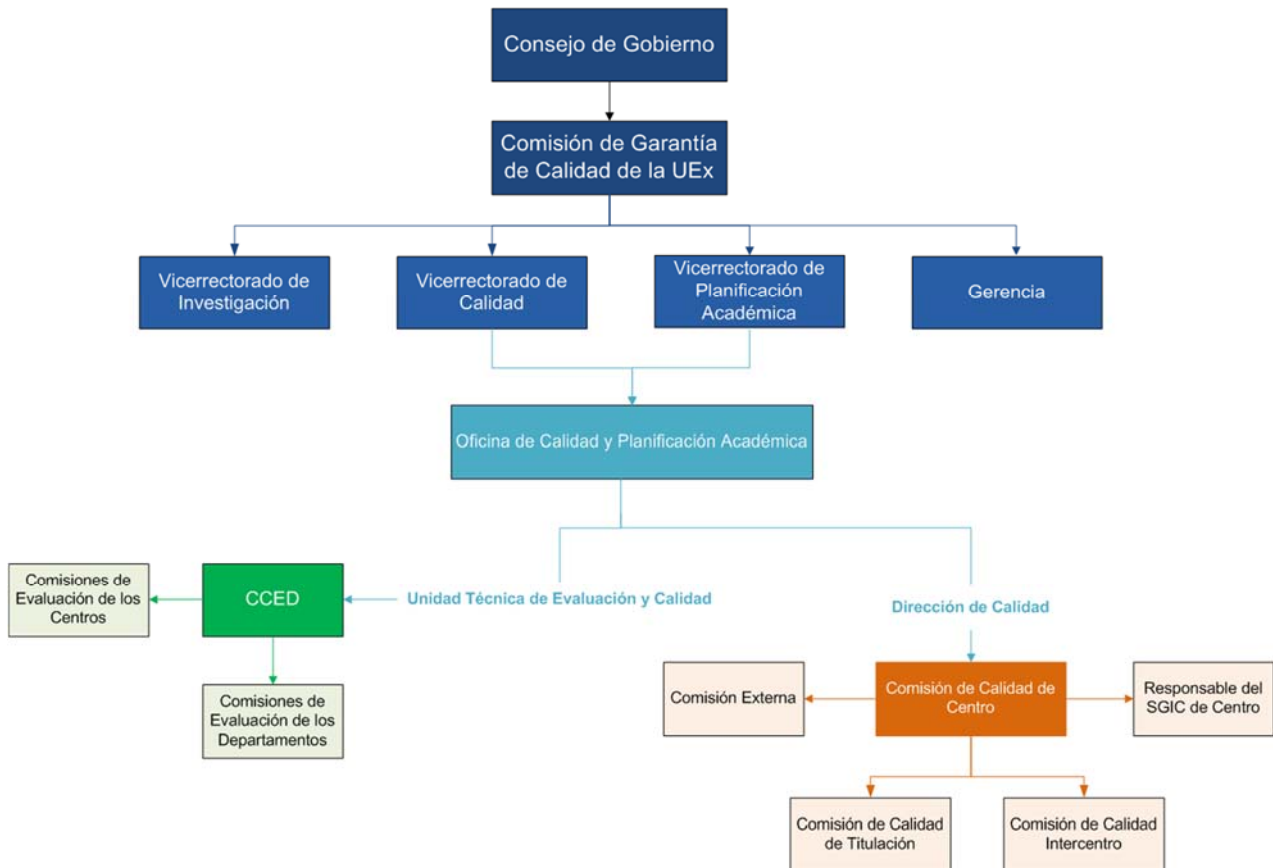 Consejo de Gobierno
Comisión de Garantía
de Calidad de la UEx
Vicerrectorado de
Investigación
Vicerrectorado de
Calidad
Vicerrectorado de
Planificación
Académica
Gerencia
Oficina de Calidad y Planificación Académica
Comisiones de
Evaluación de los
Centros
CCED
Unidad Técnica de Evaluación y Calidad
Dirección de Calidad
Comisiones de
Evaluación de los
Departamentos
Comisión Externa
Comisión de Calidad de
Centro
Responsable del
SGIC de Centro
Comisión de Calidad
de Titulación
Comisión de Calidad
Intercentro